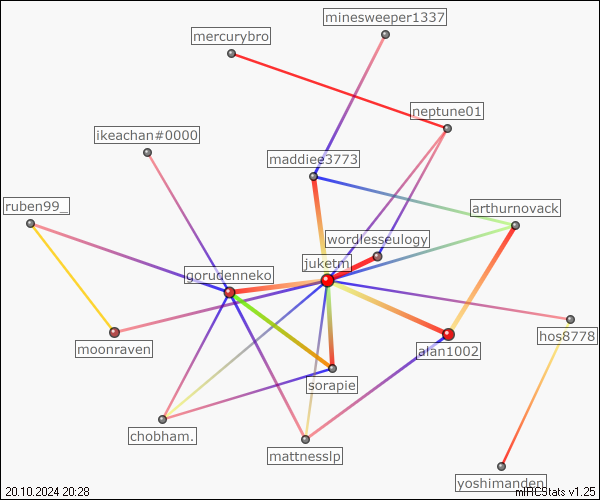 minesweeper1337
mercurybro
neptune01
ikeachan#0000
maddiee3773
ruben99_
arthurnovack
wordlesseulogy
juketm
gorudenneko
hos8778
moonraven
alan1002
sorapie
chobham.
mattnesslp
yoshimanden
20.10.2024 20:28
mIRCStats v1.25